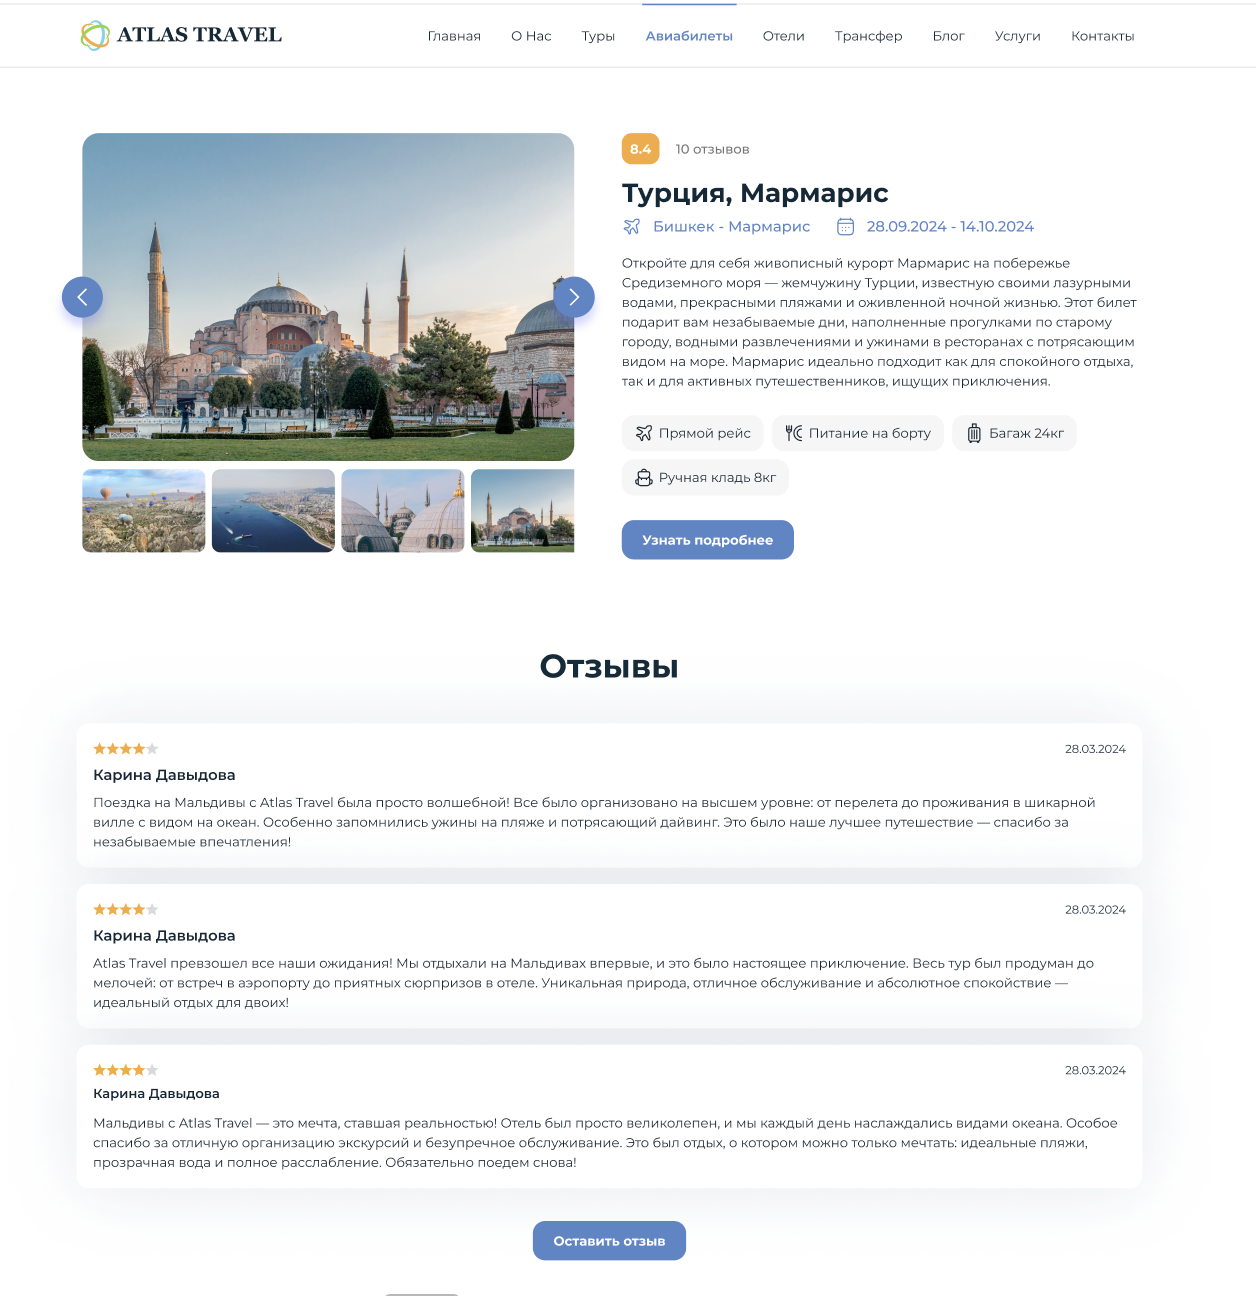 ATLAS TRAVEL
Главная О Нас Туры Авиабилеты Отели Трансфер Блог Услуги Контакты
8.4 10 отзывов
Турция, Мармарис
Бишкек - Мармарис 28.09.2024 - 14.10.2024
Откройте для себя живописный курорт Мармарис на побережье
Средиземного моря — жемчужину Турции, известную своими лазурными
водами, прекрасными пляжами и оживленной ночной жизнью. Этот билет
подарит вам незабываемые дни, наполненные прогулками по старому
городу, водными развлечениями и ужинами в ресторанах с потрясающим
видом на море. Мармарис идеально подходит как для спокойного отдыха,
так и для активных путешественников, ищущих приключения.
Прямой рейс Питание на борту Багаж 24кг
Ручная кладь 8кг
Узнать подробнее
Отзывы
28.03.2024
Карина Давыдова
Поездка на Мальдивы с Atlas Travel была просто волшебной! Все было организовано на высшем уровне: от перелета до проживания в шикарной
вилле с видом на океан. Особенно запомнились ужины на пляже и потрясающий дайвинг. Это было наше лучшее путешествие — спасибо за
незабываемые впечатления!
28.03.2024
Карина Давыдова
Atlas Travel превзошел все наши ожидания! Мы отдыхали на Мальдивах впервые, и это было настоящее приключение. Весь тур был продуман до
мелочей: от встреч в аэропорту до приятных сюрпризов в отеле. Уникальная природа, отличное обслуживание и абсолютное спокойствие —
идеальный отдых для двоих!
28.03.2024
Карина Давыдова
Мальдивы с Atlas Travel — это мечта, ставшая реальностью! Отель был просто великолепен, и мы каждый день наслаждались видами океана. Особое
спасибо за отличную организацию экскурсий и безупречное обслуживание. Это был отдых, о котором можно только мечтать: идеальные пляжи,
прозрачная вода и полное расслабление. Обязательно поедем снова!
Оставить отзыв